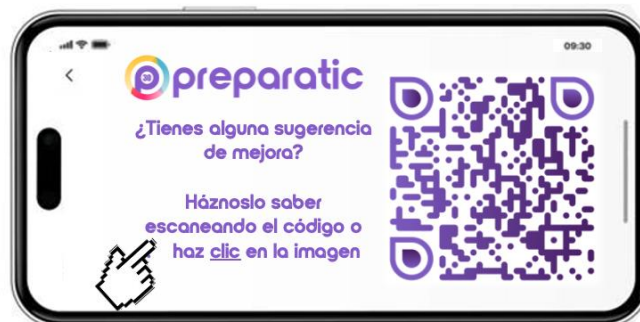 09:30
preparatic
¿Tienes alguna sugerencia
de mejora?
Háznoslo saber
escaneando el código o
haz clic en la imagen